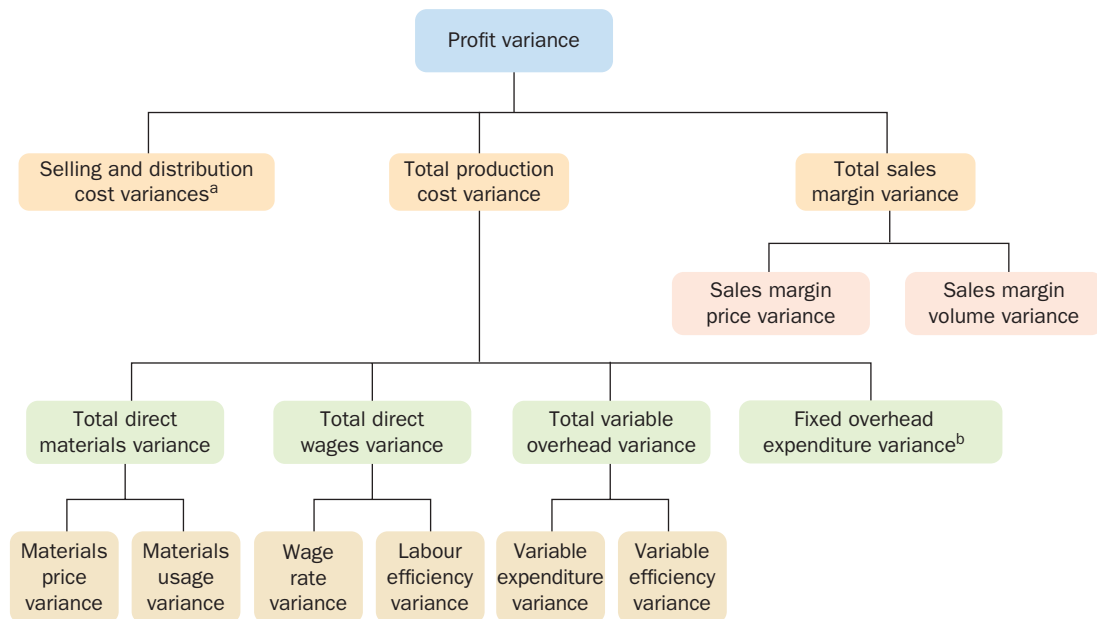 Profit variance
Selling and distribution
cost variancesᵃ
Total production
cost variance
Total sales
margin variance
Sales margin
price variance
Sales margin
volume variance
Total direct
materials variance
Total direct
wages variance
Total variable
overhead variance
Fixed overhead
expenditure varianceᵇ
Materials
price
variance
Materials
usage
variance
Wage
rate
variance
Labour
efficiency
variance
Variable
expenditure
variance
Variable
efficiency
variance